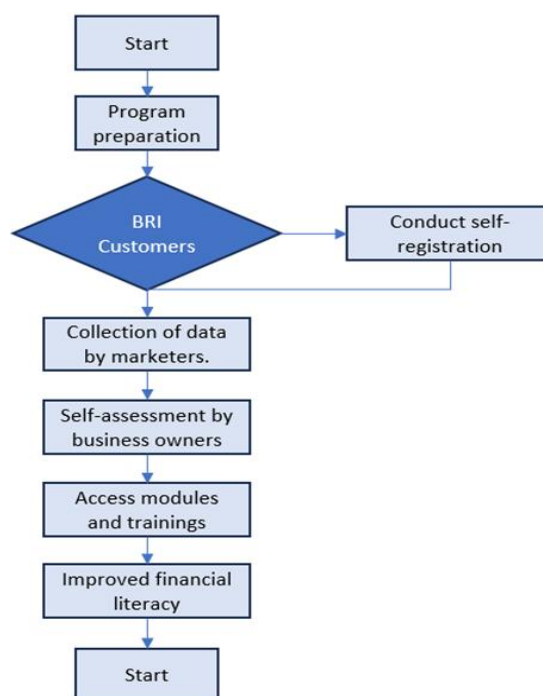 Start
Program
preparation
BRI
Customers
Conduct self-
registration
Collection of data
by marketers.
Self-assessment by
business owners
Access modules
and trainings
Improved financial
literacy
Start